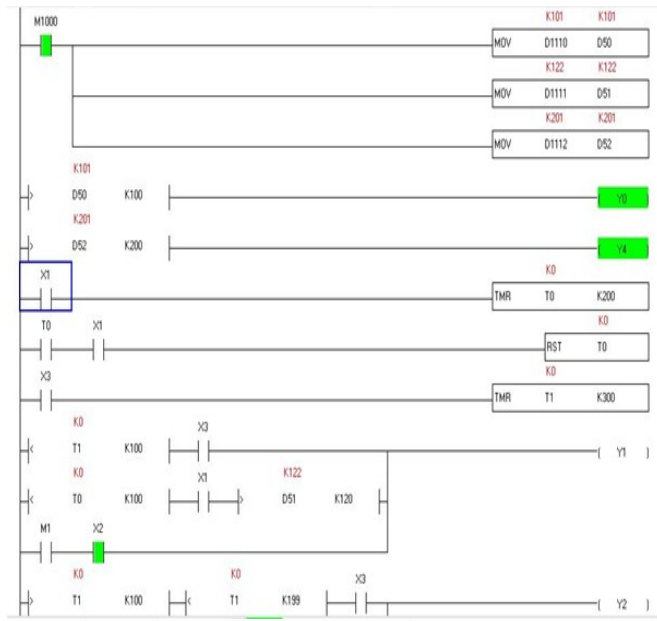 M1000 K101 K101
MOV D1110 D50
K122 K122
MOV D1111 D51
K201 K201
MOV D1112 D52
K101
D50 K100 Y0
K201
D52 K200 Y4
X1 K0
TMR T0 K200
T0 X1 K0
RST T0
X3 K0
TMR T1 K300
K0 X3
T1 K100 Y1
K0 X1 K122
T0 K100 D51 K120
M1 X2
K0 K0 X3
T1 K100 T1 K199 Y2